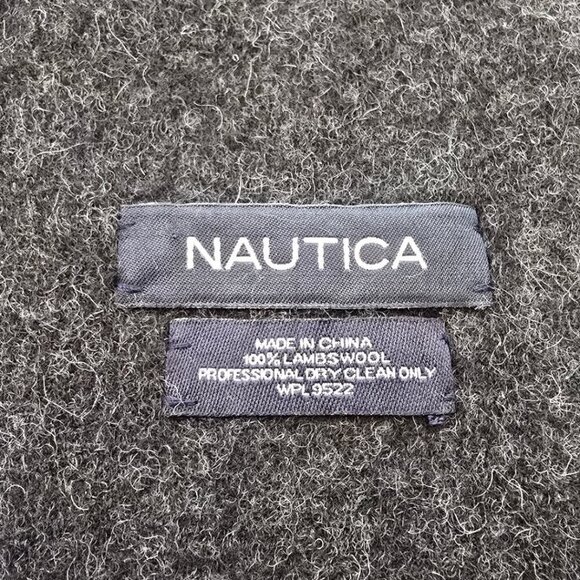 NAUTICA
MADE IN CHINA
100% LAMBSWOOL
PROFESSIONAL DRY CLEAN ONLY
WPL 9522